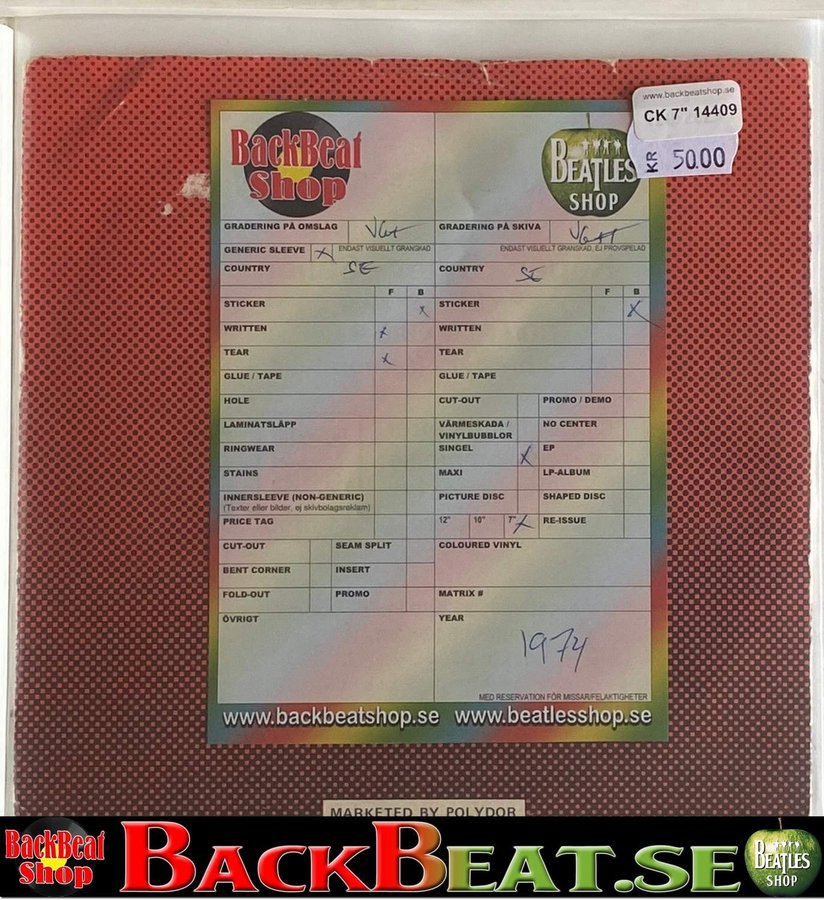 www.backbeatshop.se
CK 7" 14409
KR 50.00
BackBeat
Shop
BEATLES
SHOP
GRADERING PÅ OMSLAG VG+
GRADERING PÅ SKIVA VG++
GENERIC SLEEVE X ENDAST VISUELLT GRANSKAD
ENDAST VISUELLT GRANSKAD, EJ PROVSPELAD
COUNTRY SE
COUNTRY SE
F B
F B
STICKER X
STICKER X
WRITTEN X
WRITTEN
TEAR X
TEAR
GLUE / TAPE
GLUE / TAPE
HOLE
CUT-OUT
PROMO / DEMO
LAMINATSLÄPP
VÄRMESKADA /
VINYLBUBBLOR
NO CENTER
RINGWEAR
SINGEL X
EP
STAINS
MAXI
LP-ALBUM
INNERSLEEVE (NON-GENERIC)
(Texter eller bilder, ej skivbolagsreklam)
PICTURE DISC
SHAPED DISC
PRICE TAG
12" 10" 7" X
RE-ISSUE
CUT-OUT
SEAM SPLIT
COLOURED VINYL
BENT CORNER
INSERT
FOLD-OUT
PROMO
MATRIX #
ÖVRIGT
YEAR
1974
MED RESERVATION FÖR MISSAR/FELAKTIGHETER
www.backbeatshop.se www.beatlesshop.se
MARKETED BY POLYDOR
BackBeat
Shop
BACKBEAT.SE
BEATLES
SHOP